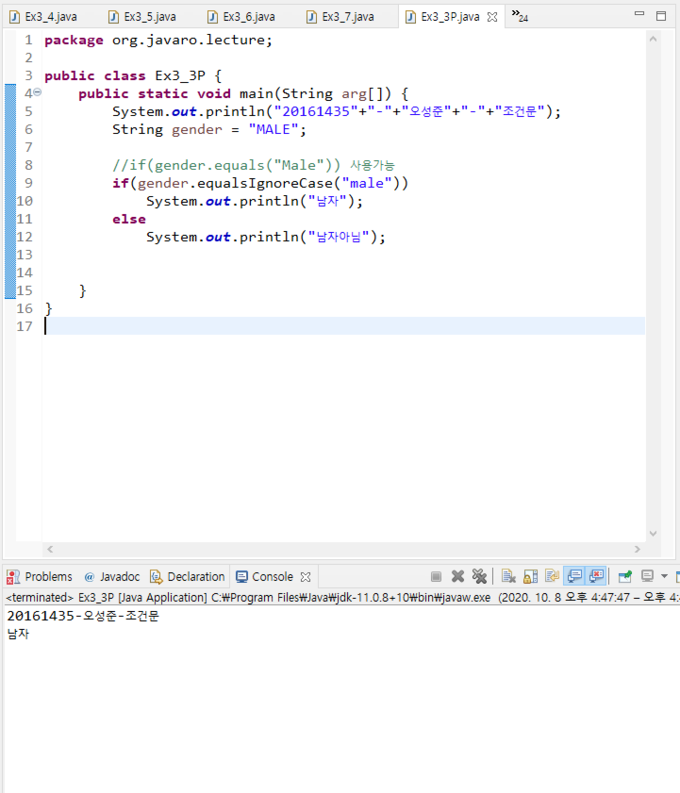 Ex3_4.java Ex3_5.java Ex3_6.java Ex3_7.java Ex3_3P.java »24
1 package org.javaro.lecture;
2
3 public class Ex3_3P {
4 public static void main(String arg[]) {
5 System.out.println("20161435"+"-"+"오성준"+"-"+"조건문");
6 String gender = "MALE";
7
8 //if(gender.equals("Male")) 사용가능
9 if(gender.equalsIgnoreCase("male"))
10 System.out.println("남자");
11 else
12 System.out.println("남자아님");
13
14
15 }
16 }
17
Problems @ Javadoc Declaration Console
<terminated> Ex3_3P [Java Application] C:₩Program Files₩Java₩jdk-11.0.8+10₩bin₩javaw.exe (2020. 10. 8 오후 4:47:47 – 오후 4:4
20161435-오성준-조건문
남자